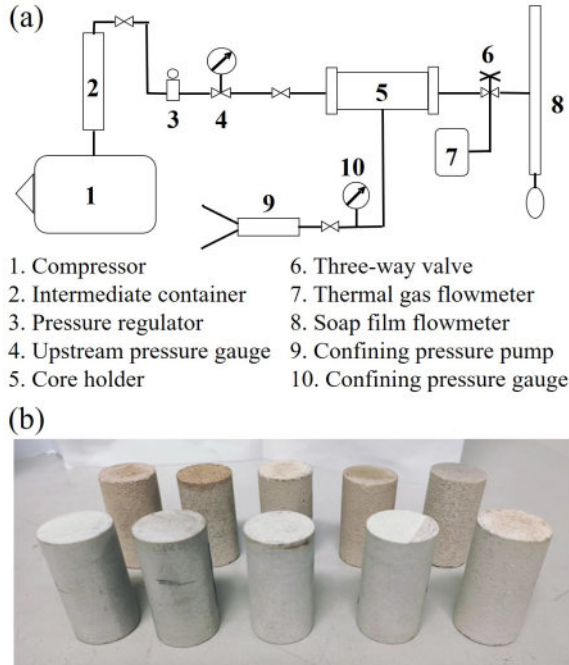 (a)
6
2
3
4
5
8
7
1
10
9
1. Compressor
2. Intermediate container
3. Pressure regulator
4. Upstream pressure gauge
5. Core holder
6. Three-way valve
7. Thermal gas flowmeter
8. Soap film flowmeter
9. Confining pressure pump
10. Confining pressure gauge
(b)